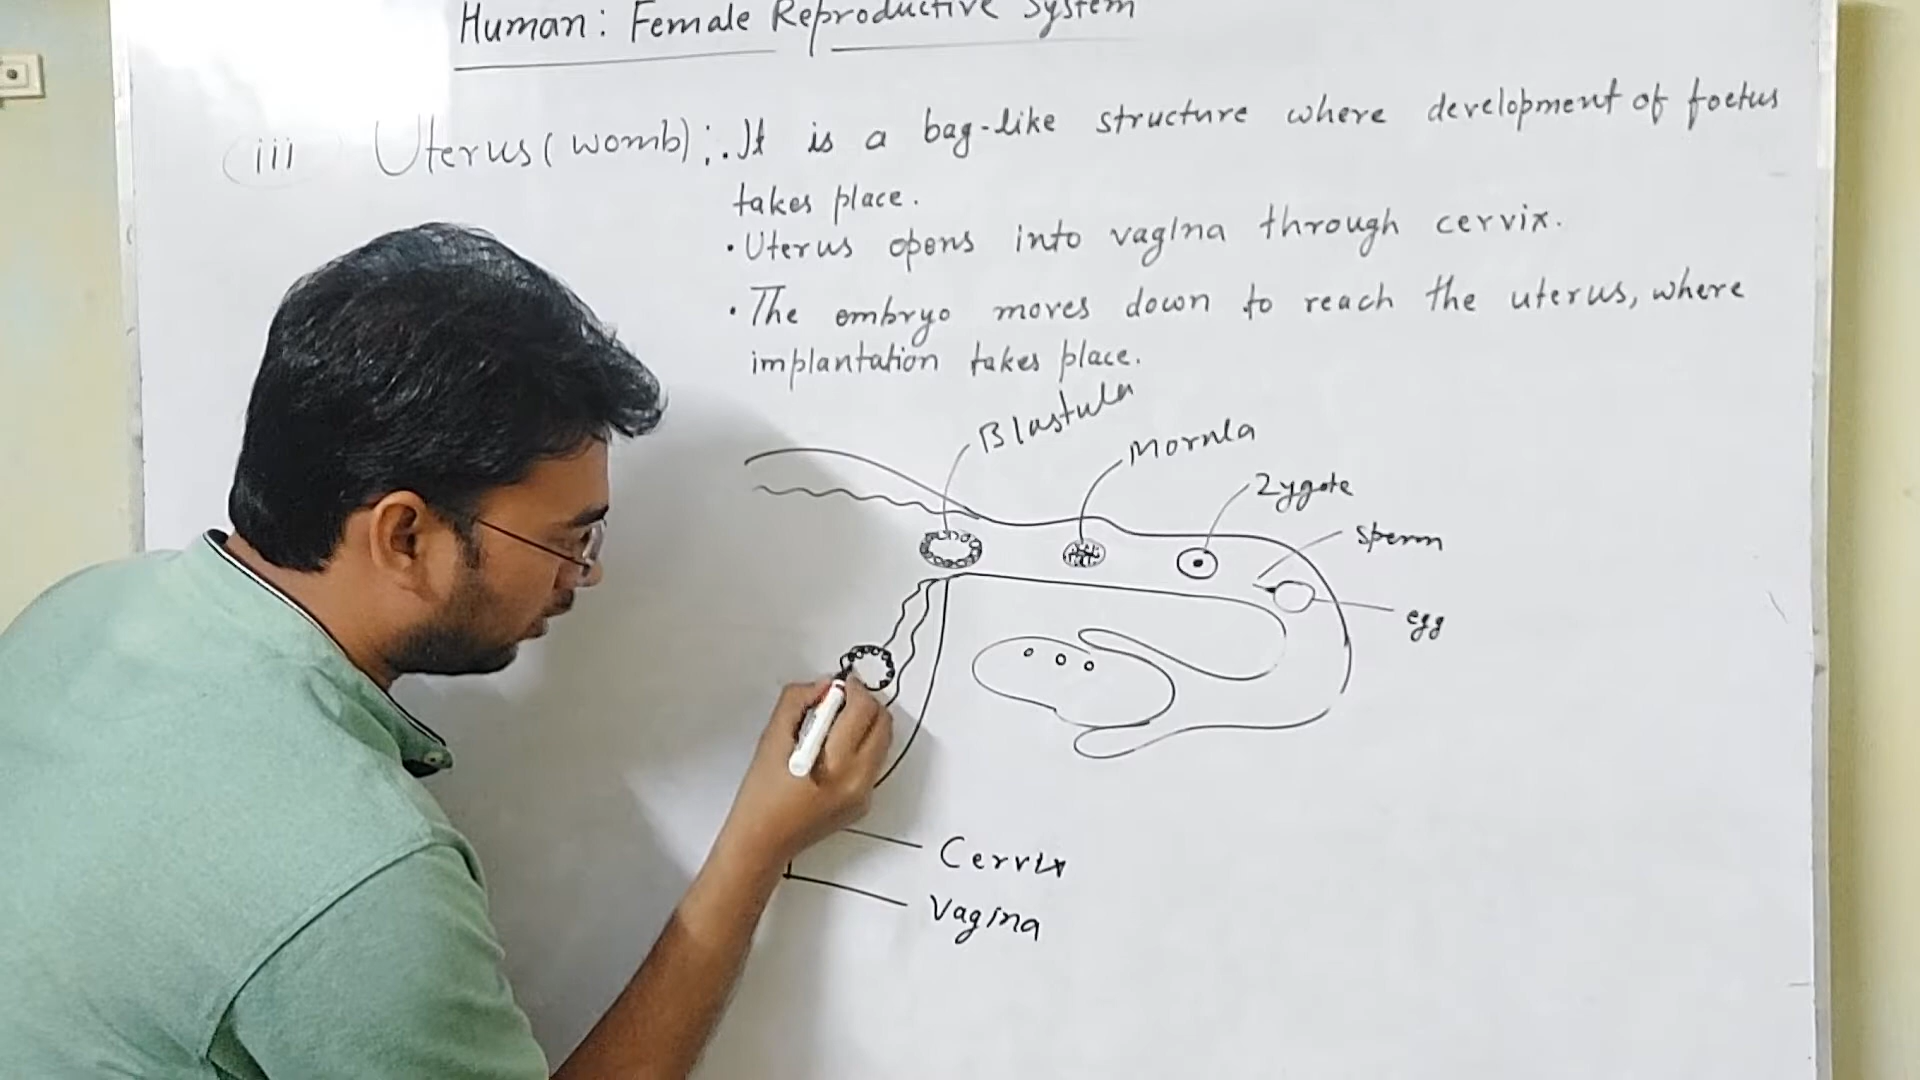 Human: Female Reproductive System
iii Uterus (womb): • It is a bag-like structure where development of foetus
takes place.
• Uterus opens into vagina through cervix.
• The embryo moves down to reach the uterus, where
implantation takes place.
Blastula
Morula
Zygote
sperm
egg
Cervix
Vagina